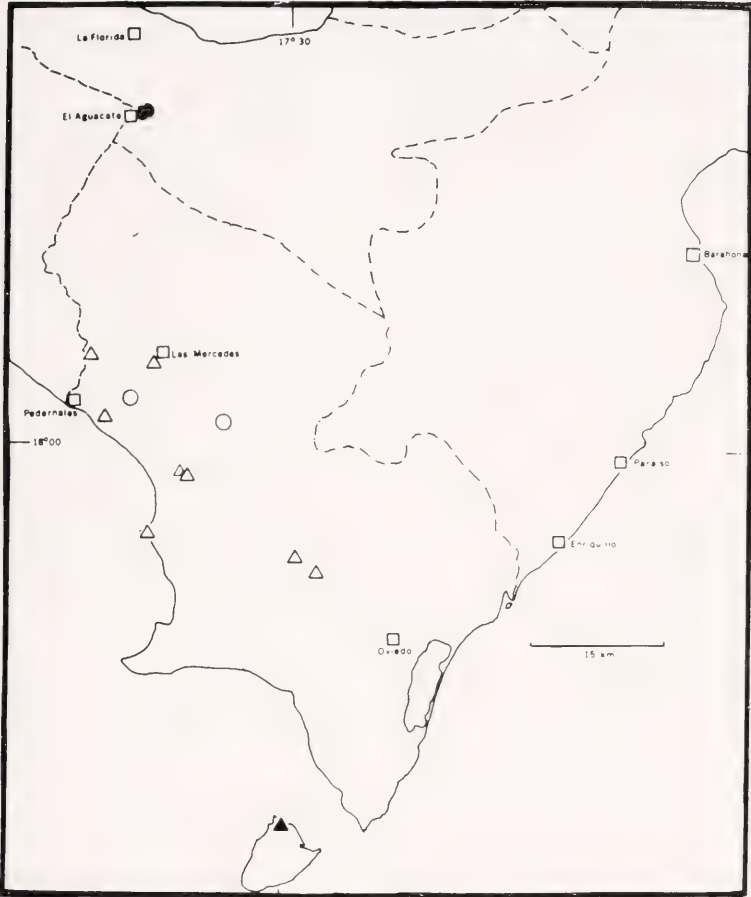 La Florida
17° 30
El Aguacate
Barahona
Las Mercedes
Pedernales
18°00
Paraiso
Enriquillo
Oviedo
15 km